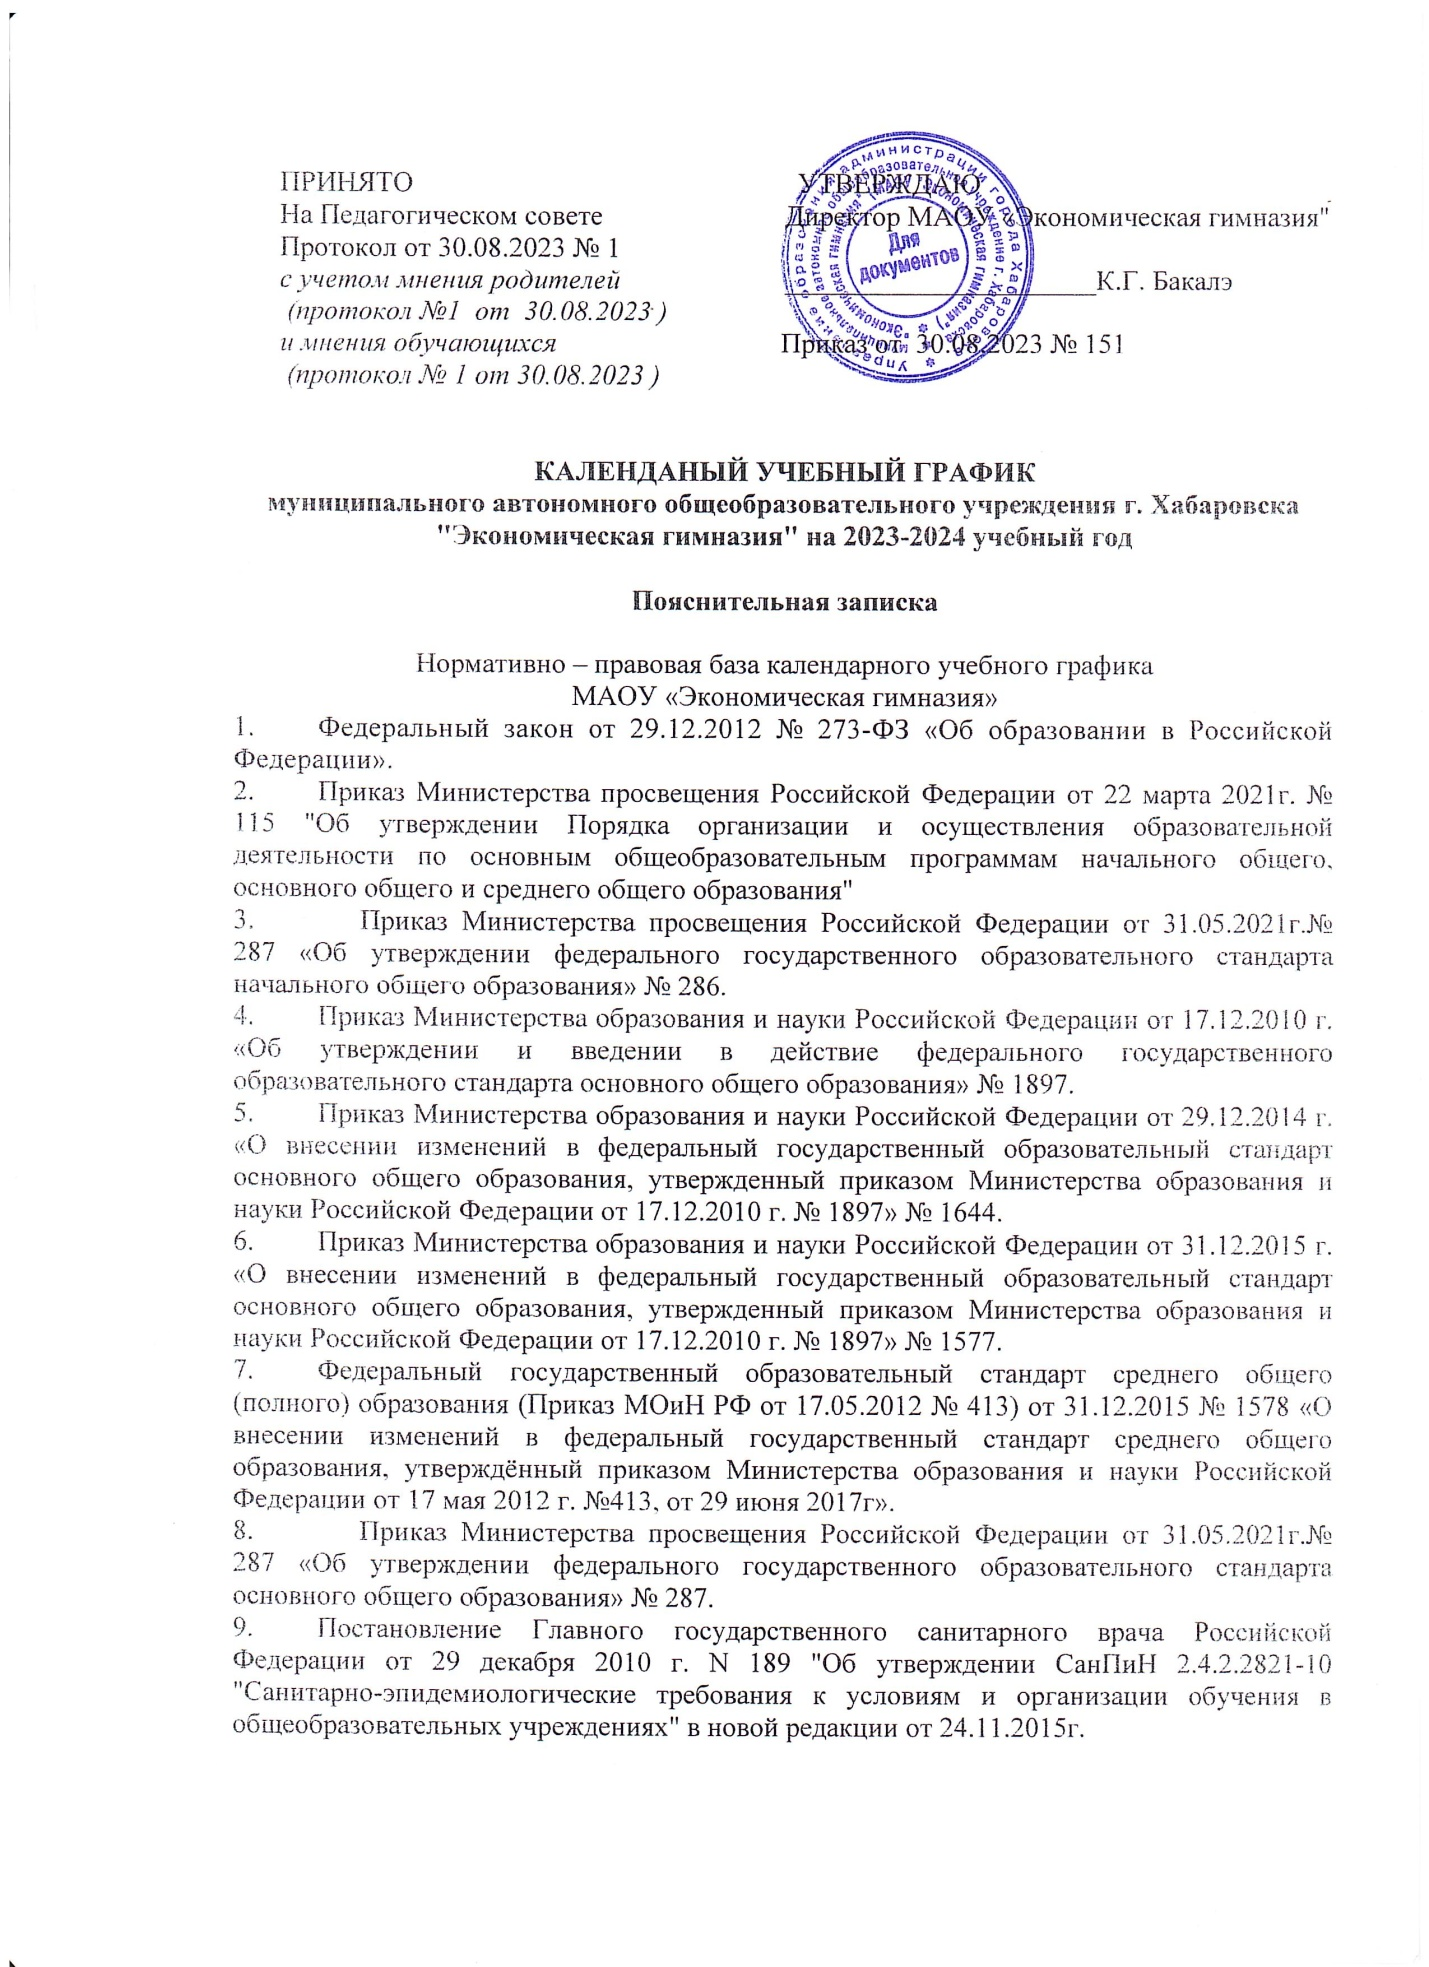 ПРИНЯТО
На Педагогическом совете
Протокол от 30.08.2023 № 1
с учетом мнения родителей
(протокол №1 от 30.08.2023 )
и мнения обучающихся
(протокол № 1 от 30.08.2023 )
УТВЕРЖДАЮ
Директор МАОУ «Экономическая гимназия"
К.Г. Бакалэ
Приказ от 30.08.2023 № 151
Управление образования администрации города Хабаровска
Муниципальное автономное общеобразовательное учреждение г. Хабаровска
"Экономическая гимназия" (МАОУ "Экономическая гимназия")
Для
документов
КАЛЕНДАНЫЙ УЧЕБНЫЙ ГРАФИК
муниципального автономного общеобразовательного учреждения г. Хабаровска
"Экономическая гимназия" на 2023-2024 учебный год
Пояснительная записка
Нормативно – правовая база календарного учебного графика
МАОУ «Экономическая гимназия»
1. Федеральный закон от 29.12.2012 № 273-ФЗ «Об образовании в Российской
Федерации».
2. Приказ Министерства просвещения Российской Федерации от 22 марта 2021г. №
115 "Об утверждении Порядка организации и осуществления образовательной
деятельности по основным общеобразовательным программам начального общего,
основного общего и среднего общего образования"
3. Приказ Министерства просвещения Российской Федерации от 31.05.2021г.№
287 «Об утверждении федерального государственного образовательного стандарта
начального общего образования» № 286.
4. Приказ Министерства образования и науки Российской Федерации от 17.12.2010 г.
«Об утверждении и введении в действие федерального государственного
образовательного стандарта основного общего образования» № 1897.
5. Приказ Министерства образования и науки Российской Федерации от 29.12.2014 г.
«О внесении изменений в федеральный государственный образовательный стандарт
основного общего образования, утвержденный приказом Министерства образования и
науки Российской Федерации от 17.12.2010 г. № 1897» № 1644.
6. Приказ Министерства образования и науки Российской Федерации от 31.12.2015 г.
«О внесении изменений в федеральный государственный образовательный стандарт
основного общего образования, утвержденный приказом Министерства образования и
науки Российской Федерации от 17.12.2010 г. № 1897» № 1577.
7. Федеральный государственный образовательный стандарт среднего общего
(полного) образования (Приказ МОиН РФ от 17.05.2012 № 413) от 31.12.2015 № 1578 «О
внесении изменений в федеральный государственный стандарт среднего общего
образования, утверждённый приказом Министерства образования и науки Российской
Федерации от 17 мая 2012 г. №413, от 29 июня 2017г».
8. Приказ Министерства просвещения Российской Федерации от 31.05.2021г.№
287 «Об утверждении федерального государственного образовательного стандарта
основного общего образования» № 287.
9. Постановление Главного государственного санитарного врача Российской
Федерации от 29 декабря 2010 г. N 189 "Об утверждении СанПиН 2.4.2.2821-10
"Санитарно-эпидемиологические требования к условиям и организации обучения в
общеобразовательных учреждениях" в новой редакции от 24.11.2015г.